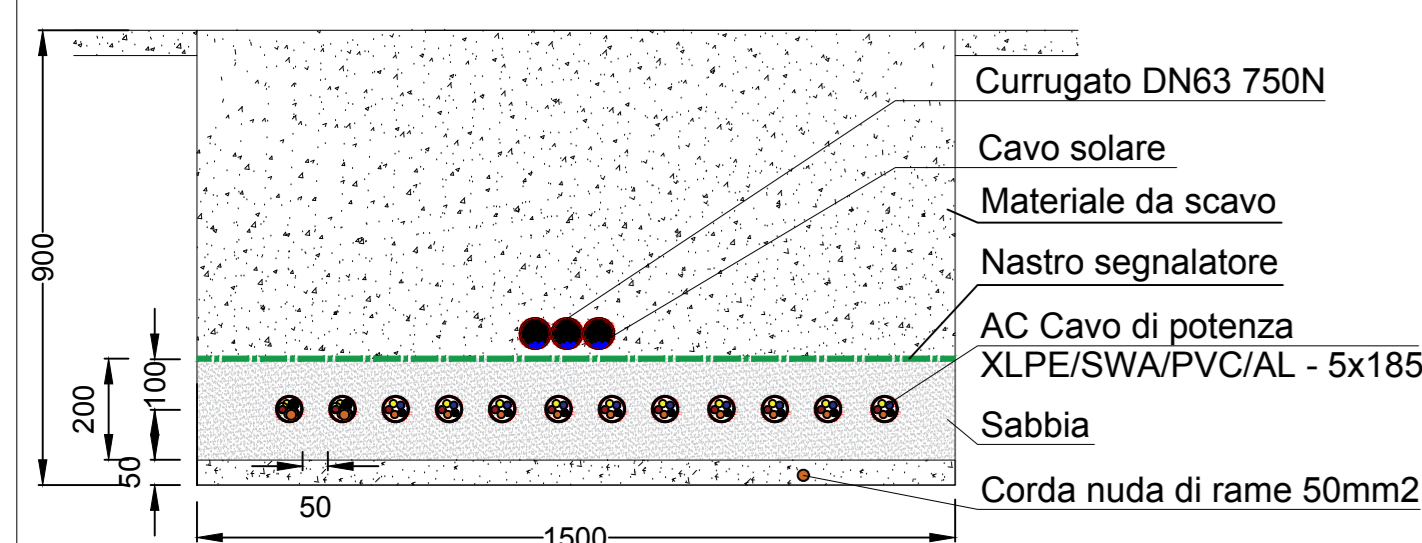 Currugato DN63 750N
Cavo solare
Materiale da scavo
Nastro segnalatore
AC Cavo di potenza
XLPE/SWA/PVC/AL - 5x185
Sabbia
Corda nuda di rame 50mm2
900
200
100
50
50
1500